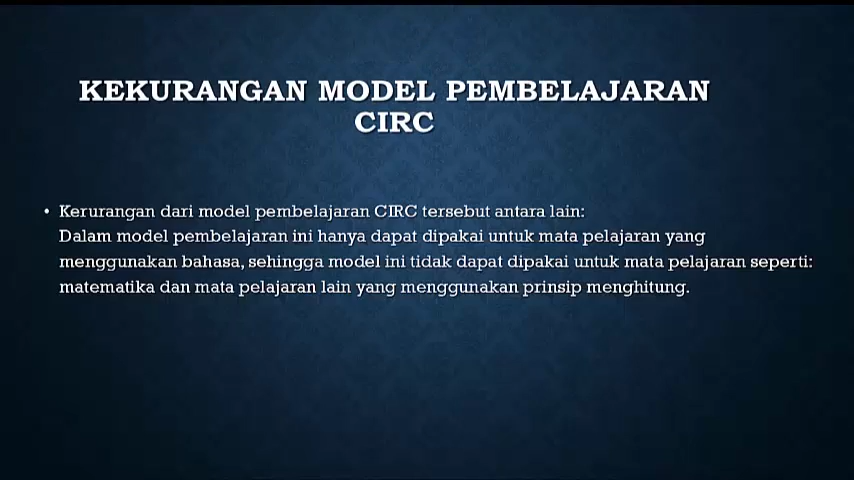 KEKURANGAN MODEL PEMBELAJARAN
CIRC
• Kerurangan dari model pembelajaran CIRC tersebut antara lain:
Dalam model pembelajaran ini hanya dapat dipakai untuk mata pelajaran yang
menggunakan bahasa, sehingga model ini tidak dapat dipakai untuk mata pelajaran seperti:
matematika dan mata pelajaran lain yang menggunakan prinsip menghitung.